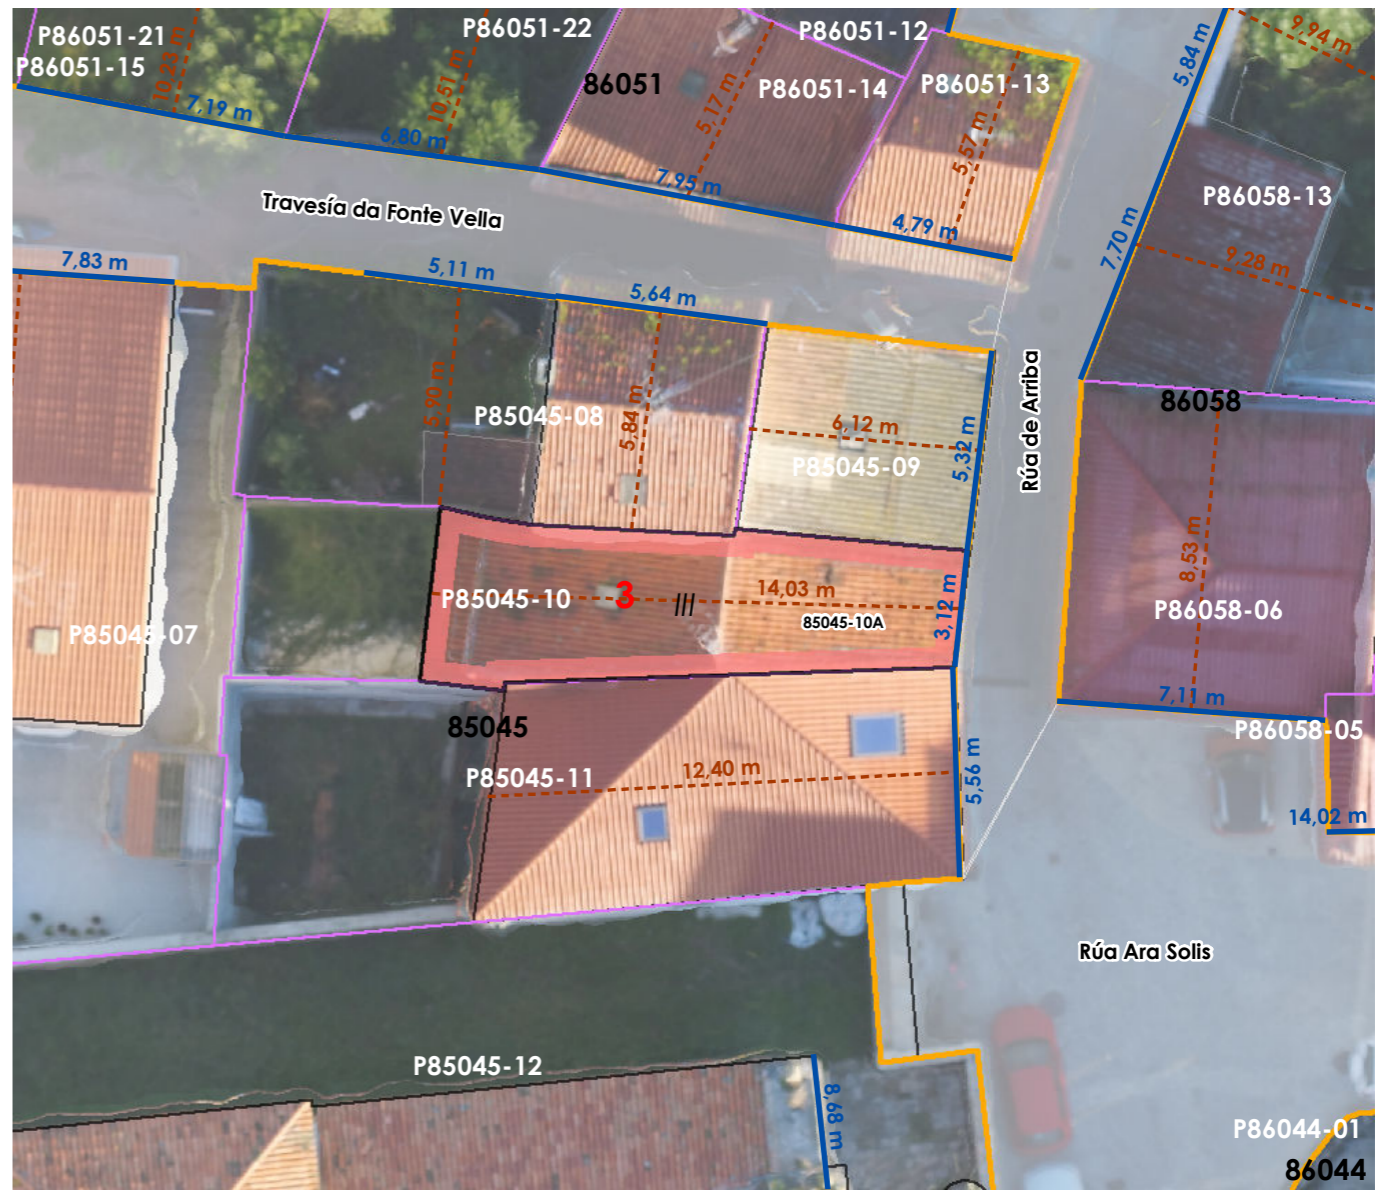 P86051-21
P86051-22
P86051-12
P86051-15
10,23 m
10,51 m
86051
5,17 m
P86051-14
P86051-13
5,57 m
5,84 m
9,94 m
7,19 m
6,80 m
7,95 m
4,79 m
P86058-13
7,70 m
9,28 m
Travesía da Fonte Vella
7,83 m
5,11 m
5,64 m
Rúa de Arriba
86058
5,90 m
P85045-08
5,84 m
6,12 m
P85045-09
5,32 m
8,53 m
P85045-10
3
III
14,03 m
85045-10A
3,12 m
P86058-06
P85045-07
7,11 m
P86058-05
85045
P85045-11
12,40 m
5,56 m
14,02 m
Rúa Ara Solis
P85045-12
8,68 m
P86044-01
86044